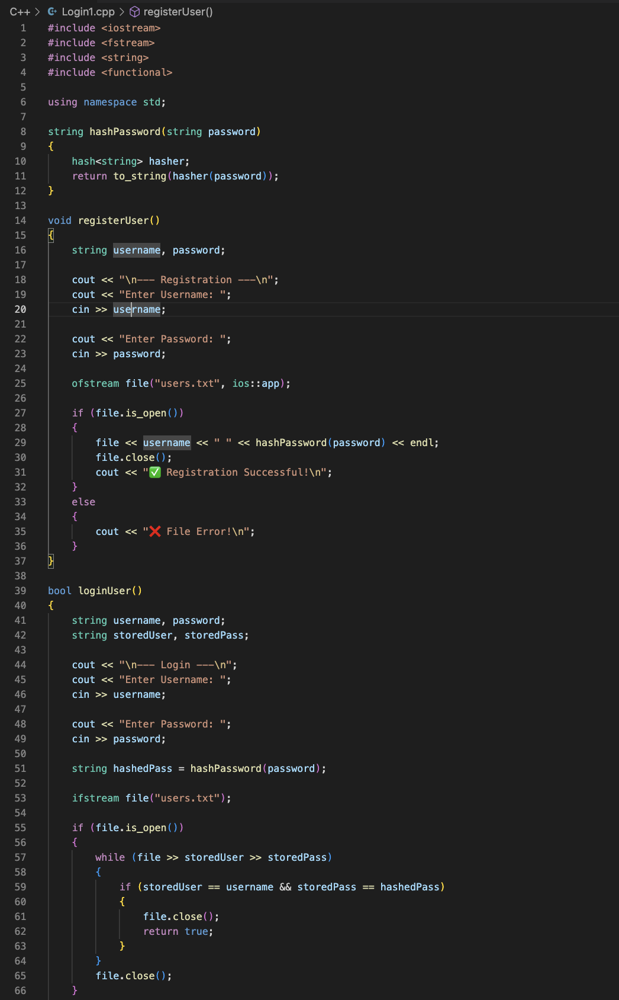 C++ > Login1.cpp > registerUser()
1 #include <iostream>
2 #include <fstream>
3 #include <string>
4 #include <functional>
5
6 using namespace std;
7
8 string hashPassword(string password)
9 {
10     hash<string> hasher;
11     return to_string(hasher(password));
12 }
13
14 void registerUser()
15 {
16     string username, password;
17
18     cout << "\n--- Registration ---\n";
19     cout << "Enter Username: ";
20     cin >> username;
21
22     cout << "Enter Password: ";
23     cin >> password;
24
25     ofstream file("users.txt", ios::app);
26
27     if (file.is_open())
28     {
29         file << username << " " << hashPassword(password) << endl;
30         file.close();
31         cout << "✅ Registration Successful!\n";
32     }
33     else
34     {
35         cout << "❌ File Error!\n";
36     }
37 }
38
39 bool loginUser()
40 {
41     string username, password;
42     string storedUser, storedPass;
43
44     cout << "\n--- Login ---\n";
45     cout << "Enter Username: ";
46     cin >> username;
47
48     cout << "Enter Password: ";
49     cin >> password;
50
51     string hashedPass = hashPassword(password);
52
53     ifstream file("users.txt");
54
55     if (file.is_open())
56     {
57         while (file >> storedUser >> storedPass)
58         {
59             if (storedUser == username && storedPass == hashedPass)
60             {
61                 file.close();
62                 return true;
63             }
64         }
65         file.close();
66     }